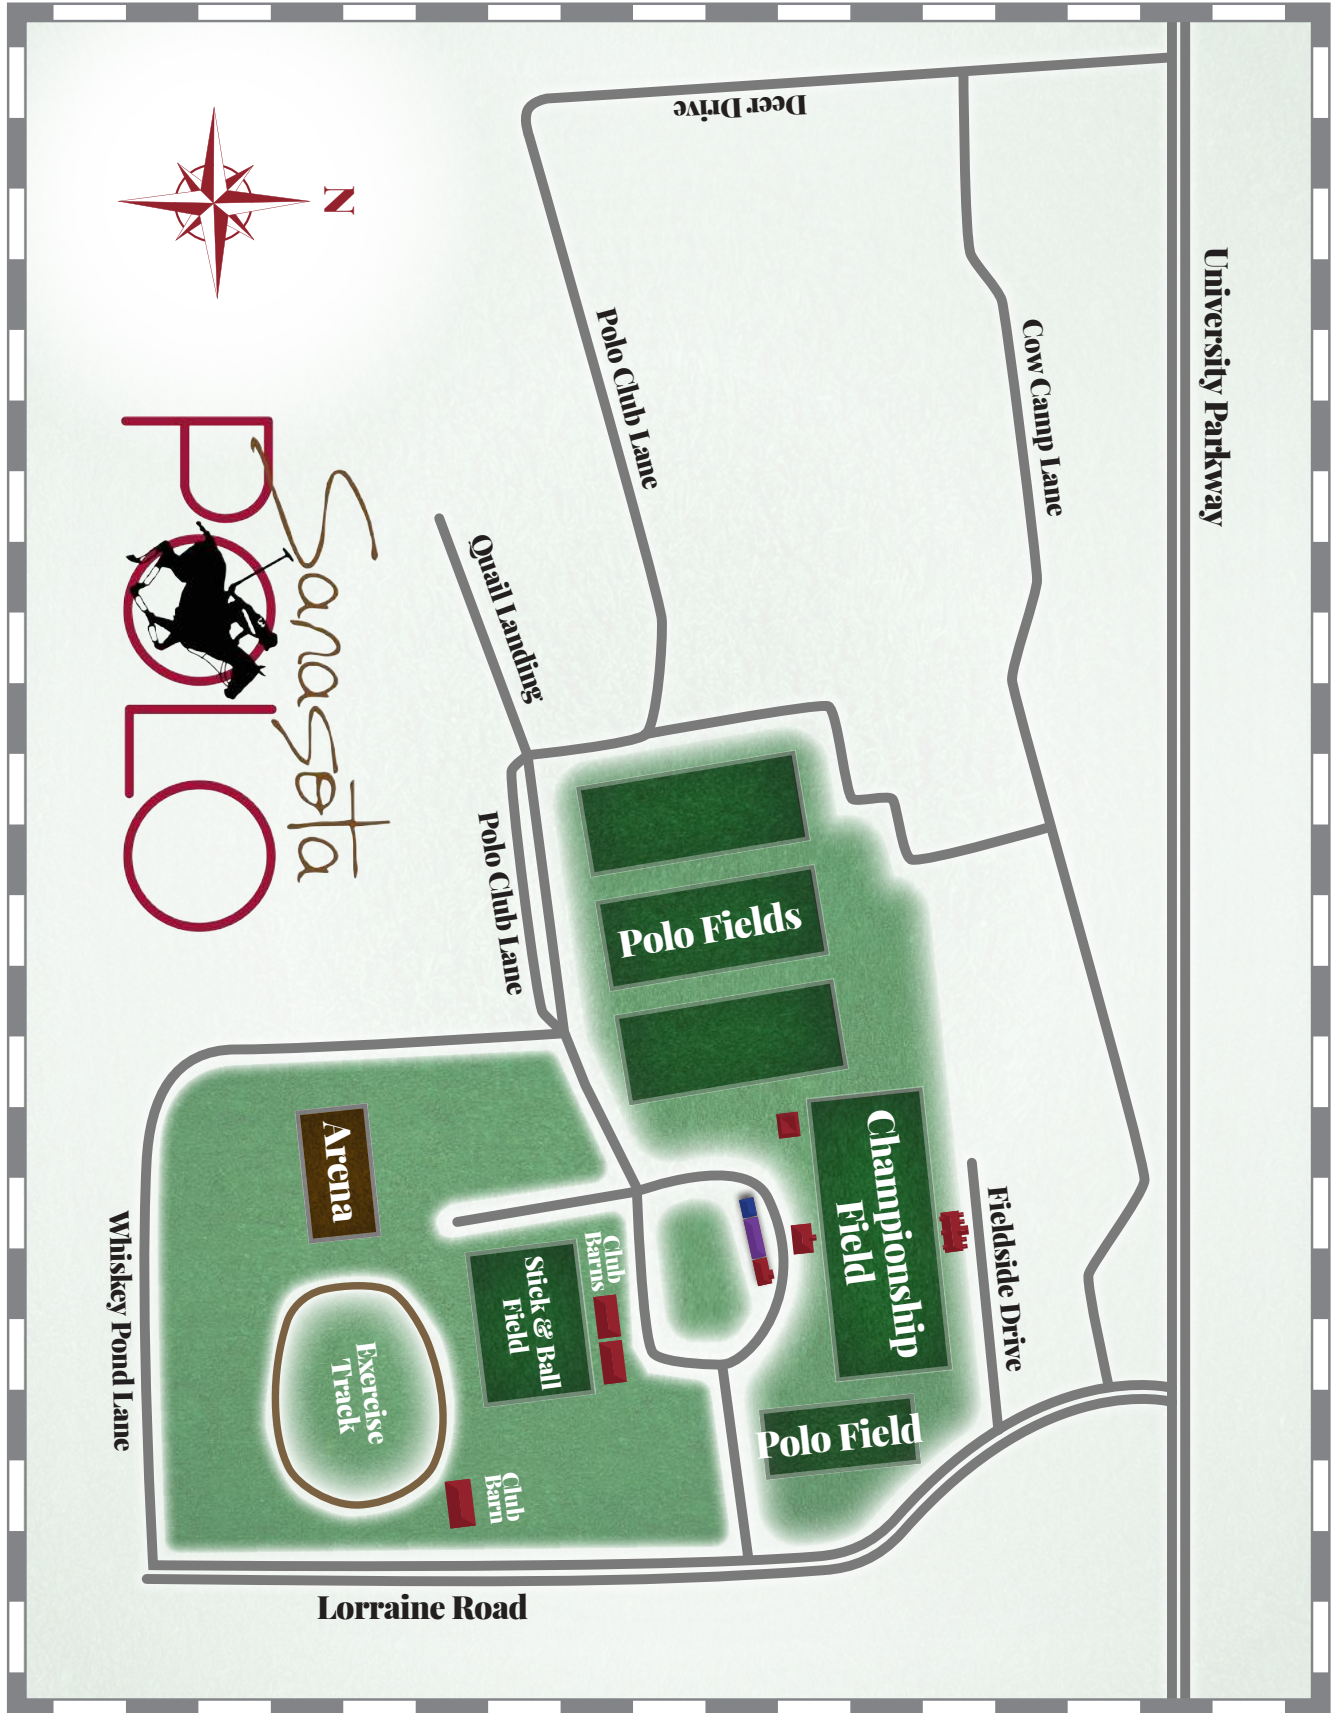 University Parkway
Deer Drive
Cow Camp Lane
Polo Club Lane
N
Quail Landing
Sarasota
POLO
Polo Club Lane
Polo Fields
Championship
Field
Fieldside Drive
Polo Field
Arena
Club
Barns
Stick & Ball
Field
Exercise
Track
Club
Barn
Whiskey Pond Lane
Lorraine Road